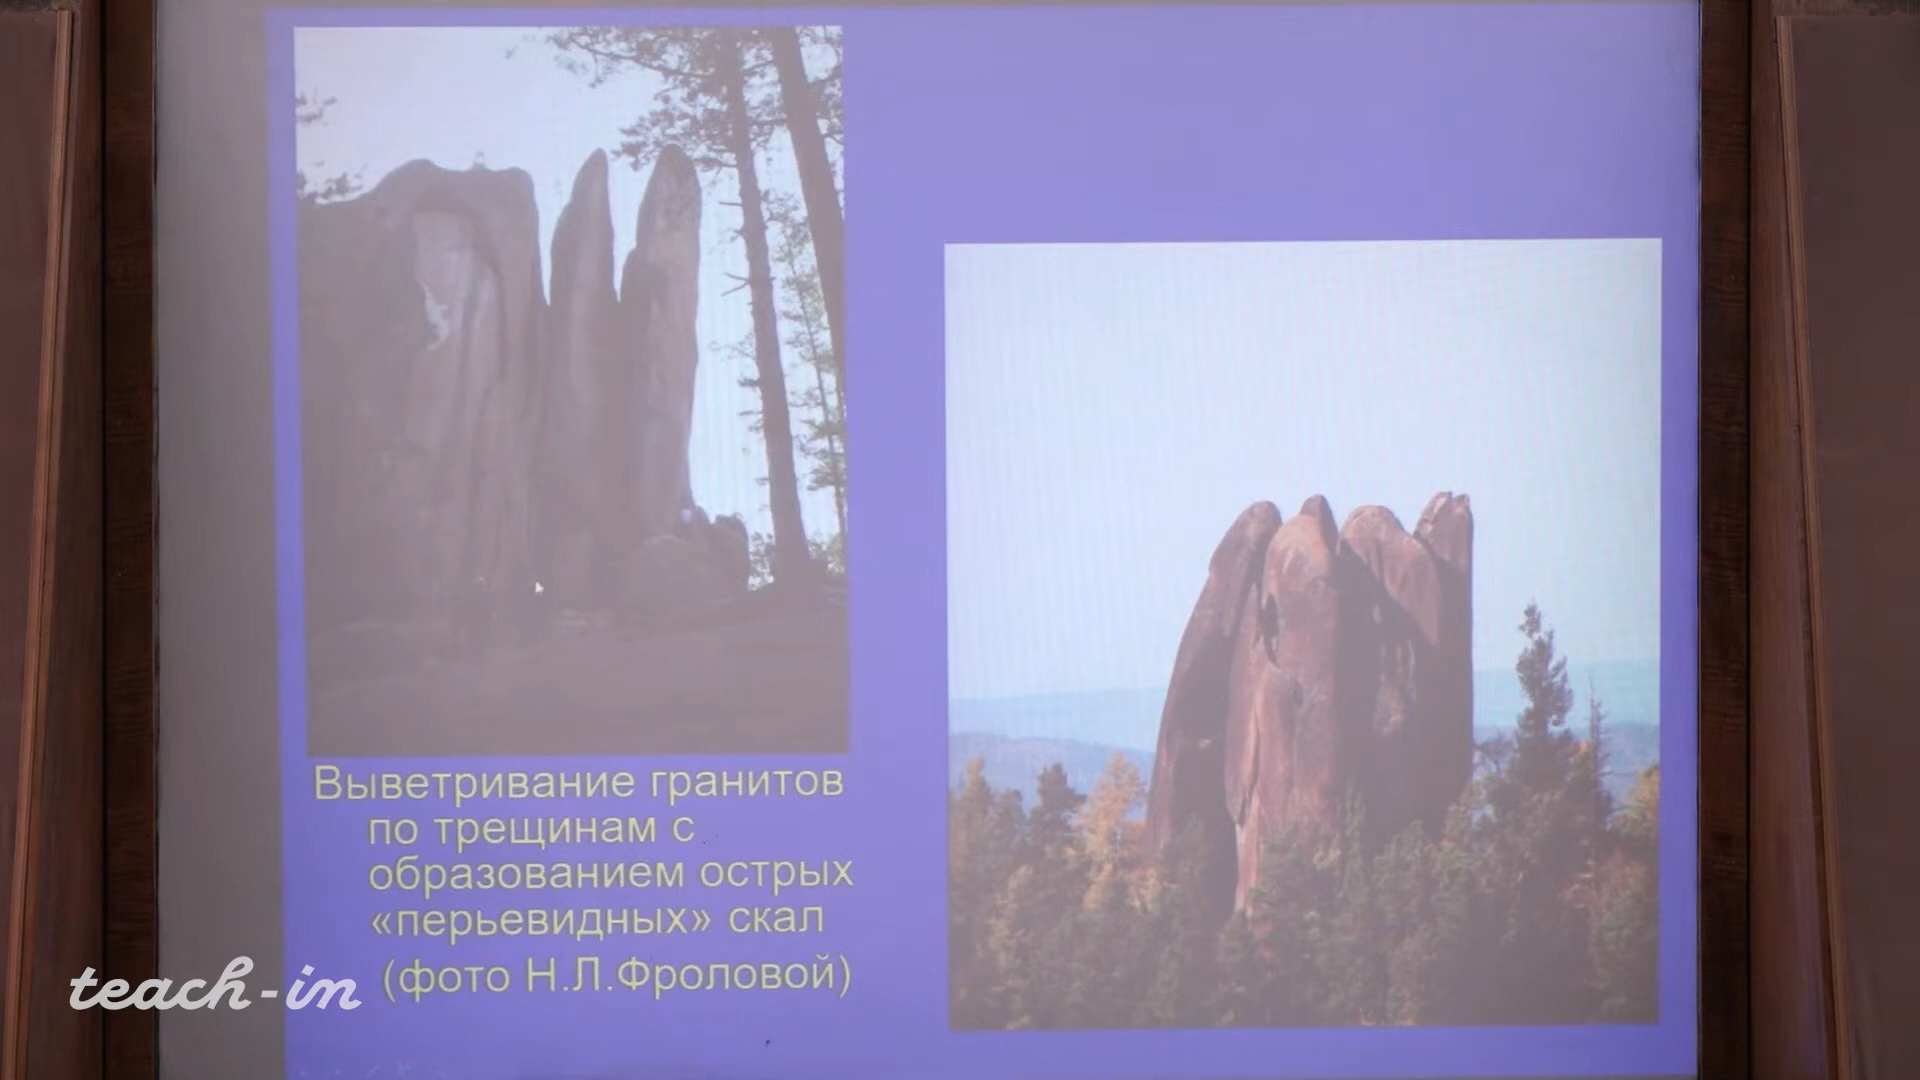 Выветривание гранитов
по трещинам с
образованием острых
«перьевидных» скал
(фото Н.Л.Фроловой)
teach-in